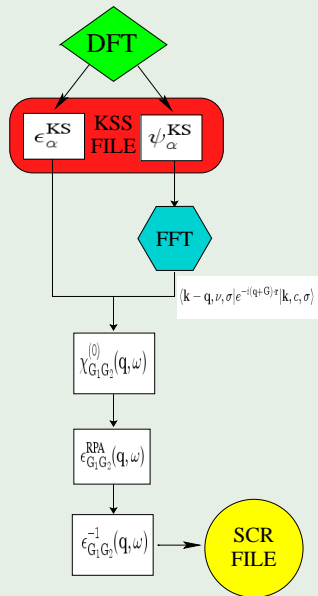 DFT
ϵ_α^KS
KSS
FILE
ψ_α^KS
FFT
⟨k − q, ν, σ|e^{−i(q+G)·r}|k, c, σ⟩
χ^{(0)}_{G₁G₂}(q, ω)
ϵ^{RPA}_{G₁G₂}(q, ω)
ϵ^{−1}_{G₁G₂}(q, ω)
SCR
FILE